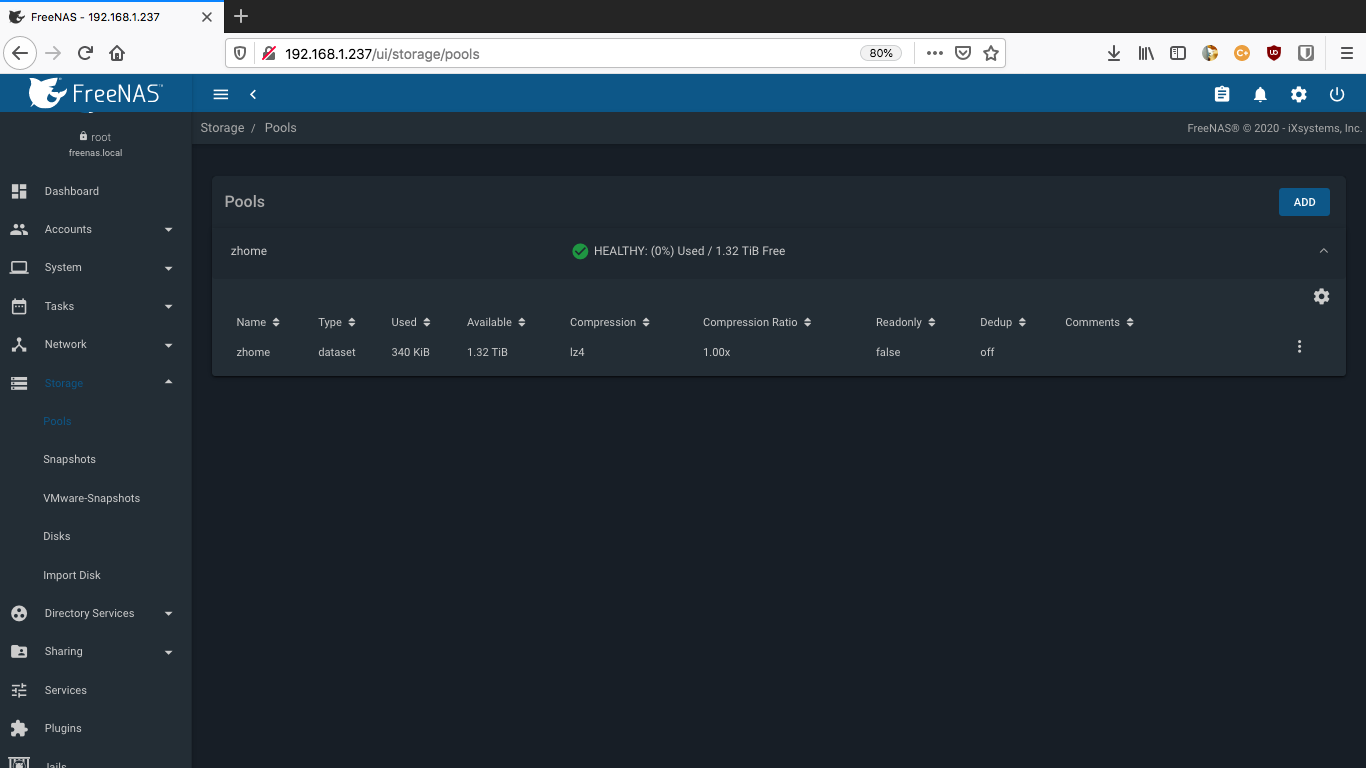 FreeNAS - 192.168.1.237
192.168.1.237/ui/storage/pools
80%
FreeNAS™
root
freenas.local
Storage / Pools
FreeNAS® © 2020 - iXsystems, Inc.
Dashboard
Accounts
System
Tasks
Network
Storage
Pools
Snapshots
VMware-Snapshots
Disks
Import Disk
Directory Services
Sharing
Services
Plugins
Jails
Pools
ADD
zhome HEALTHY: (0%) Used / 1.32 TiB Free
Name Type Used Available Compression Compression Ratio Readonly Dedup Comments
zhome dataset 340 KiB 1.32 TiB lz4 1.00x false off